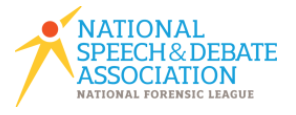 NATIONAL
SPEECH & DEBATE
ASSOCIATION
NATIONAL FORENSIC LEAGUE